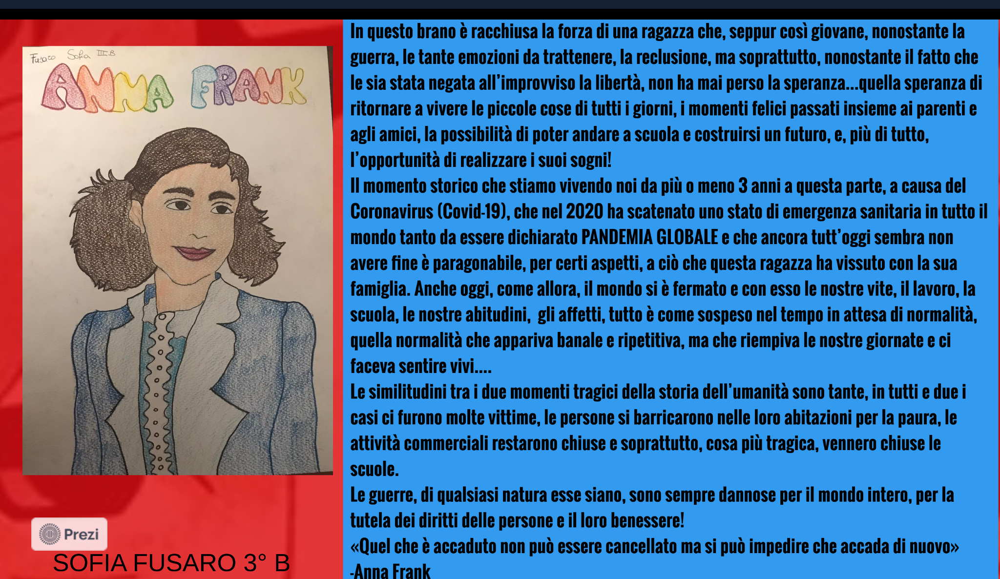 Fusaro Sofia III B
ANNA FRANK
Prezi
SOFIA FUSARO 3° B
In questo brano è racchiusa la forza di una ragazza che, seppur così giovane, nonostante la
guerra, le tante emozioni da trattenere, la reclusione, ma soprattutto, nonostante il fatto che
le sia stata negata all’improvviso la libertà, non ha mai perso la speranza...quella speranza di
ritornare a vivere le piccole cose di tutti i giorni, i momenti felici passati insieme ai parenti e
agli amici, la possibilità di poter andare a scuola e costruirsi un futuro, e, più di tutto,
l’opportunità di realizzare i suoi sogni!
Il momento storico che stiamo vivendo noi da più o meno 3 anni a questa parte, a causa del
Coronavirus (Covid-19), che nel 2020 ha scatenato uno stato di emergenza sanitaria in tutto il
mondo tanto da essere dichiarato PANDEMIA GLOBALE e che ancora tutt’oggi sembra non
avere fine è paragonabile, per certi aspetti, a ciò che questa ragazza ha vissuto con la sua
famiglia. Anche oggi, come allora, il mondo si è fermato e con esso le nostre vite, il lavoro, la
scuola, le nostre abitudini,  gli affetti, tutto è come sospeso nel tempo in attesa di normalità,
quella normalità che appariva banale e ripetitiva, ma che riempiva le nostre giornate e ci
faceva sentire vivi....
Le similitudini tra i due momenti tragici della storia dell’umanità sono tante, in tutti e due i
casi ci furono molte vittime, le persone si barricarono nelle loro abitazioni per la paura, le
attività commerciali restarono chiuse e soprattutto, cosa più tragica, vennero chiuse le
scuole.
Le guerre, di qualsiasi natura esse siano, sono sempre dannose per il mondo intero, per la
tutela dei diritti delle persone e il loro benessere!
«Quel che è accaduto non può essere cancellato ma si può impedire che accada di nuovo»
-Anna Frank